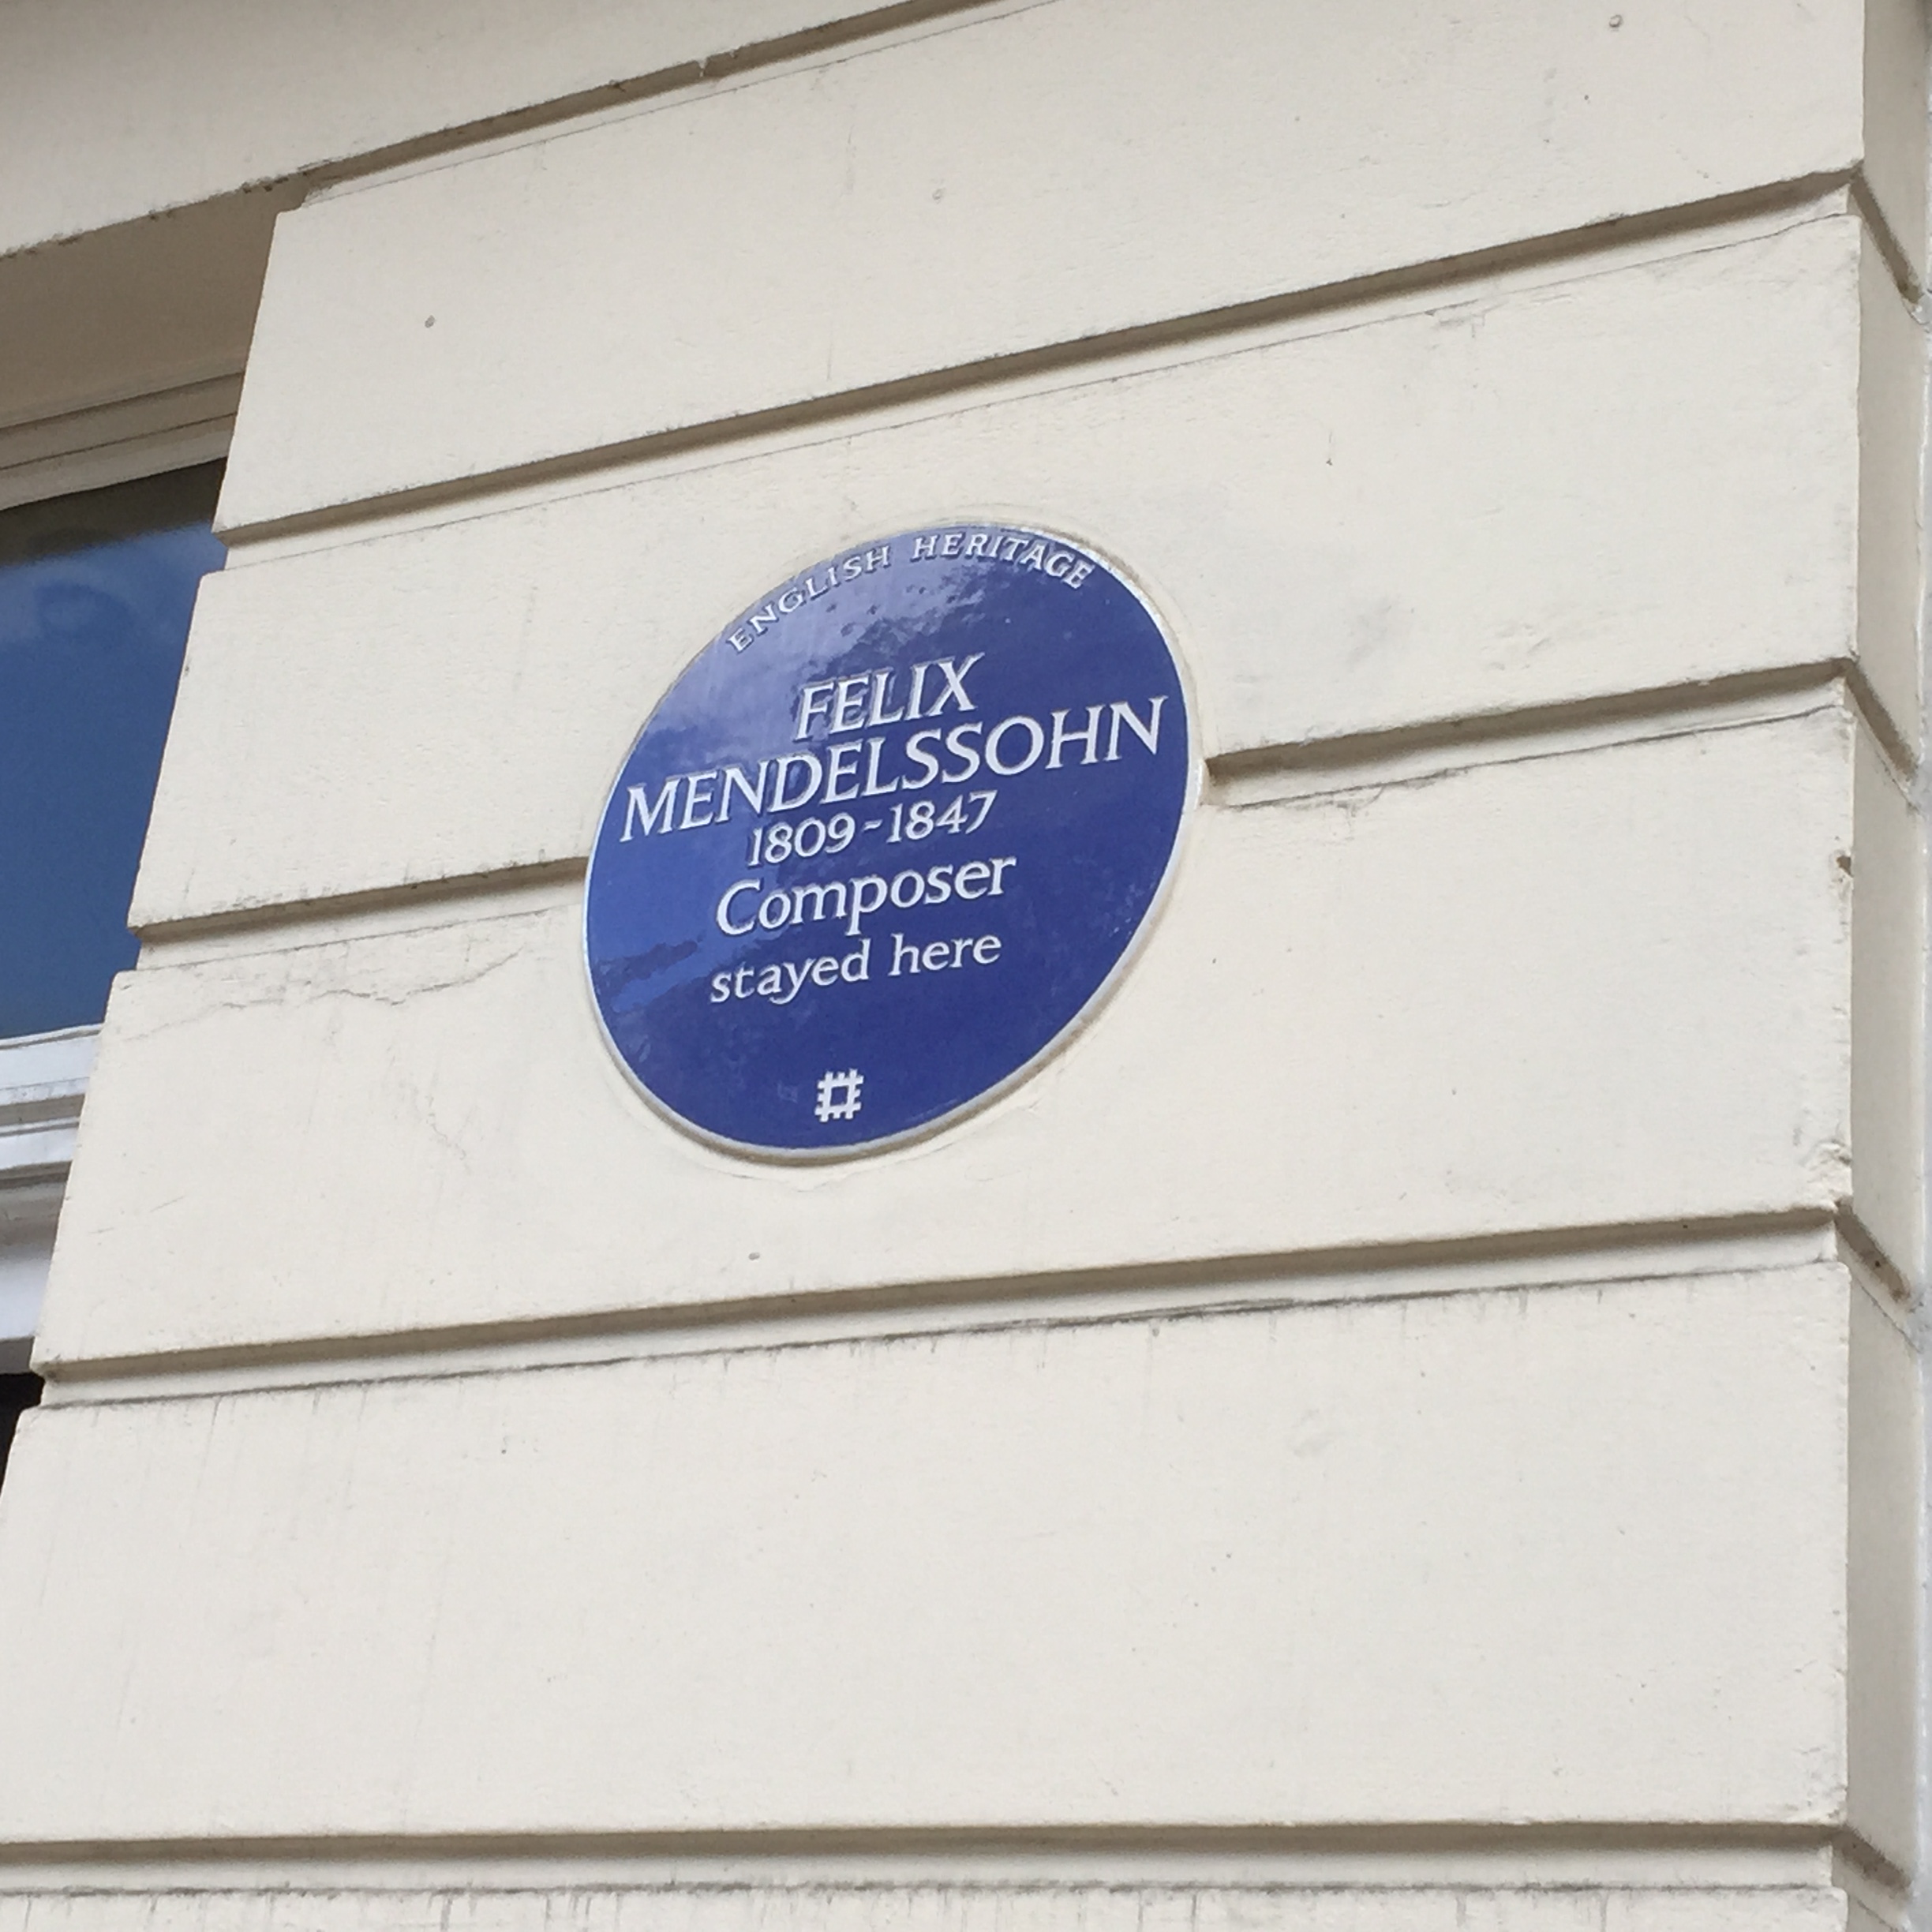 ENGLISH HERITAGE
FELIX
MENDELSSOHN
1809-1847
Composer
stayed here